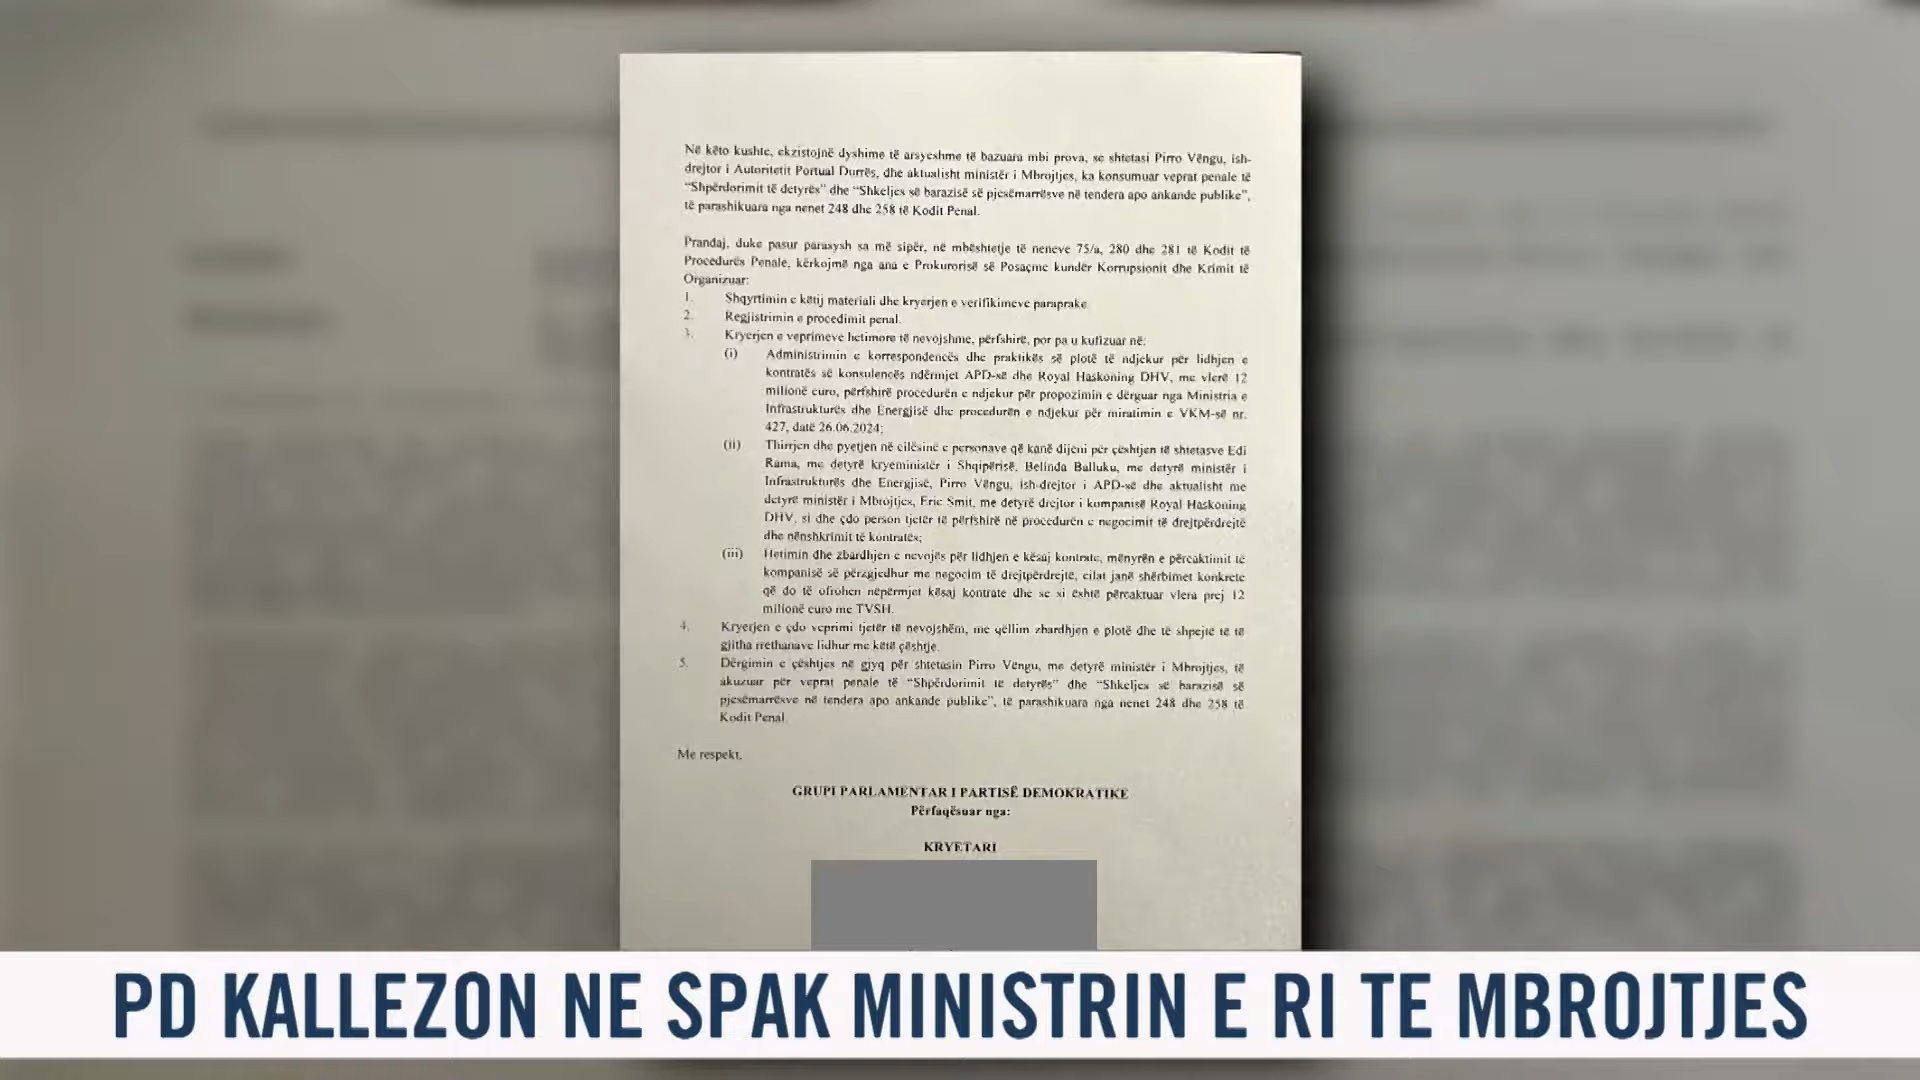 Në këto kushte, ekzistojnë dyshime të arsyeshme të bazuara mbi prova, se shtetasi Pirro Vëngu, ish-
drejtor i Autoritetit Portual Durrës, dhe aktualisht ministër i Mbrojtjes, ka konsumuar veprat penale të
“Shpërdorimit të detyrës” dhe “Shkeljes së barazisë së pjesëmarrësve në tendera apo ankande publike”,
të parashikuara nga nenet 248 dhe 258 të Kodit Penal.
Prandaj, duke pasur parasysh sa më sipër, në mbështetje të neneve 75/a, 280 dhe 281 të Kodit të
Procedurës Penale, kërkojmë nga ana e Prokurorisë së Posaçme kundër Korrupsionit dhe Krimit të
Organizuar:
1. Shqyrtimin e këtij materiali dhe kryerjen e verifikimeve paraprake.
2. Regjistrimin e procedimit penal.
3. Kryerjen e veprimeve hetimore të nevojshme, përfshirë, por pa u kufizuar në:
(i) Administrimin e korrespondencës dhe praktikës së plotë të ndjekur për lidhjen e
kontratës së konsulencës ndërmjet APD-së dhe Royal Haskoning DHV, me vlerë 12
milionë euro, përfshirë procedurën e ndjekur për propozimin e dërguar nga Ministria e
Infrastrukturës dhe Energjisë dhe procedurën e ndjekur për miratimin e VKM-së nr.
427, datë 26.06.2024;
(ii) Thirrjen dhe pyetjen në cilësinë e personave që kanë dijeni për çështjen të shtetasve Edi
Rama, me detyrë kryeministër i Shqipërisë, Belinda Balluku, me detyrë ministër i
Infrastrukturës dhe Energjisë, Pirro Vëngu, ish-drejtor i APD-së dhe aktualisht me
detyrë ministër i Mbrojtjes, Eric Smit, me detyrë drejtor i kompanisë Royal Haskoning
DHV, si dhe çdo person tjetër të përfshirë në procedurën e negocimit të drejtpërdrejtë
dhe nënshkrimit të kontratës;
(iii) Hetimin dhe zbardhjen e nevojës për lidhjen e kësaj kontrate, mënyrën e përcaktimit të
kompanisë së përzgjedhur me negocim të drejtpërdrejtë, cilat janë shërbimet konkrete
që do të ofrohen nëpërmjet kësaj kontrate dhe se si është përcaktuar vlera prej 12
milionë euro me TVSH.
4. Kryerjen e çdo veprimi tjetër të nevojshëm, me qëllim zbardhjen e plotë dhe të shpejtë të të
gjitha rrethanave lidhur me këtë çështje.
5. Dërgimin e çështjes në gjyq për shtetasin Pirro Vëngu, me detyrë ministër i Mbrojtjes, të
akuzuar për veprat penale të “Shpërdorimit të detyrës” dhe “Shkeljes së barazisë së
pjesëmarrësve në tendera apo ankande publike”, të parashikuara nga nenet 248 dhe 258 të
Kodit Penal.
Me respekt,
GRUPI PARLAMENTAR I PARTISË DEMOKRATIKE
Përfaqësuar nga:
KRYETARI
PD KALLEZON NE SPAK MINISTRIN E RI TE MBROJTJES